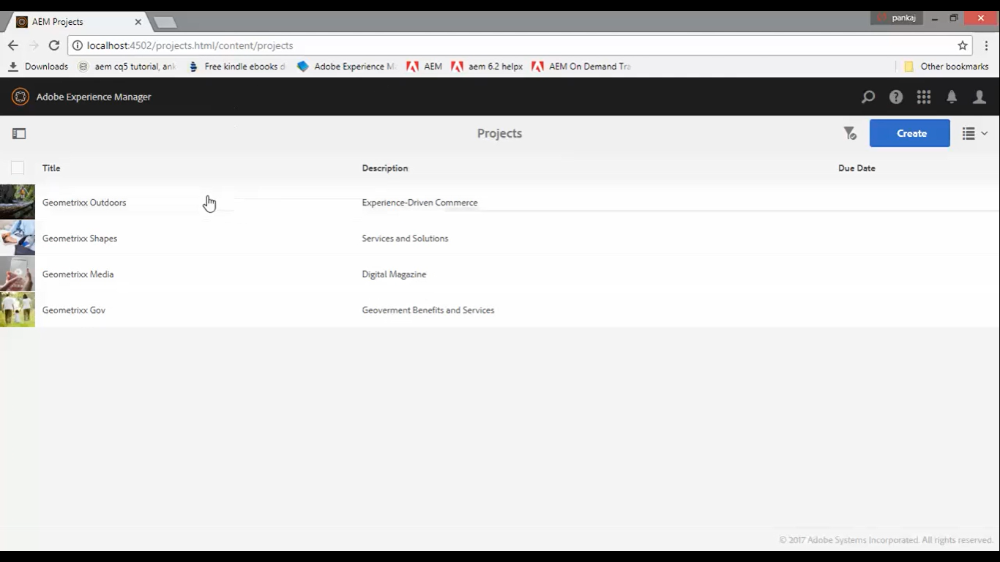 AEM Projects
pankaj
localhost:4502/projects.html/content/projects
Downloads aem cq5 tutorial, Free kindle ebooks Adobe Experience AEM aem 6.2 helpx AEM On Demand Other bookmarks
Adobe Experience Manager
Projects
Create
Title Description Due Date
Geometrixx Outdoors Experience-Driven Commerce
Geometrixx Shapes Services and Solutions
Geometrixx Media Digital Magazine
Geometrixx Gov Geoverment Benefits and Services
© 2017 Adobe Systems Incorporated. All rights reserved.